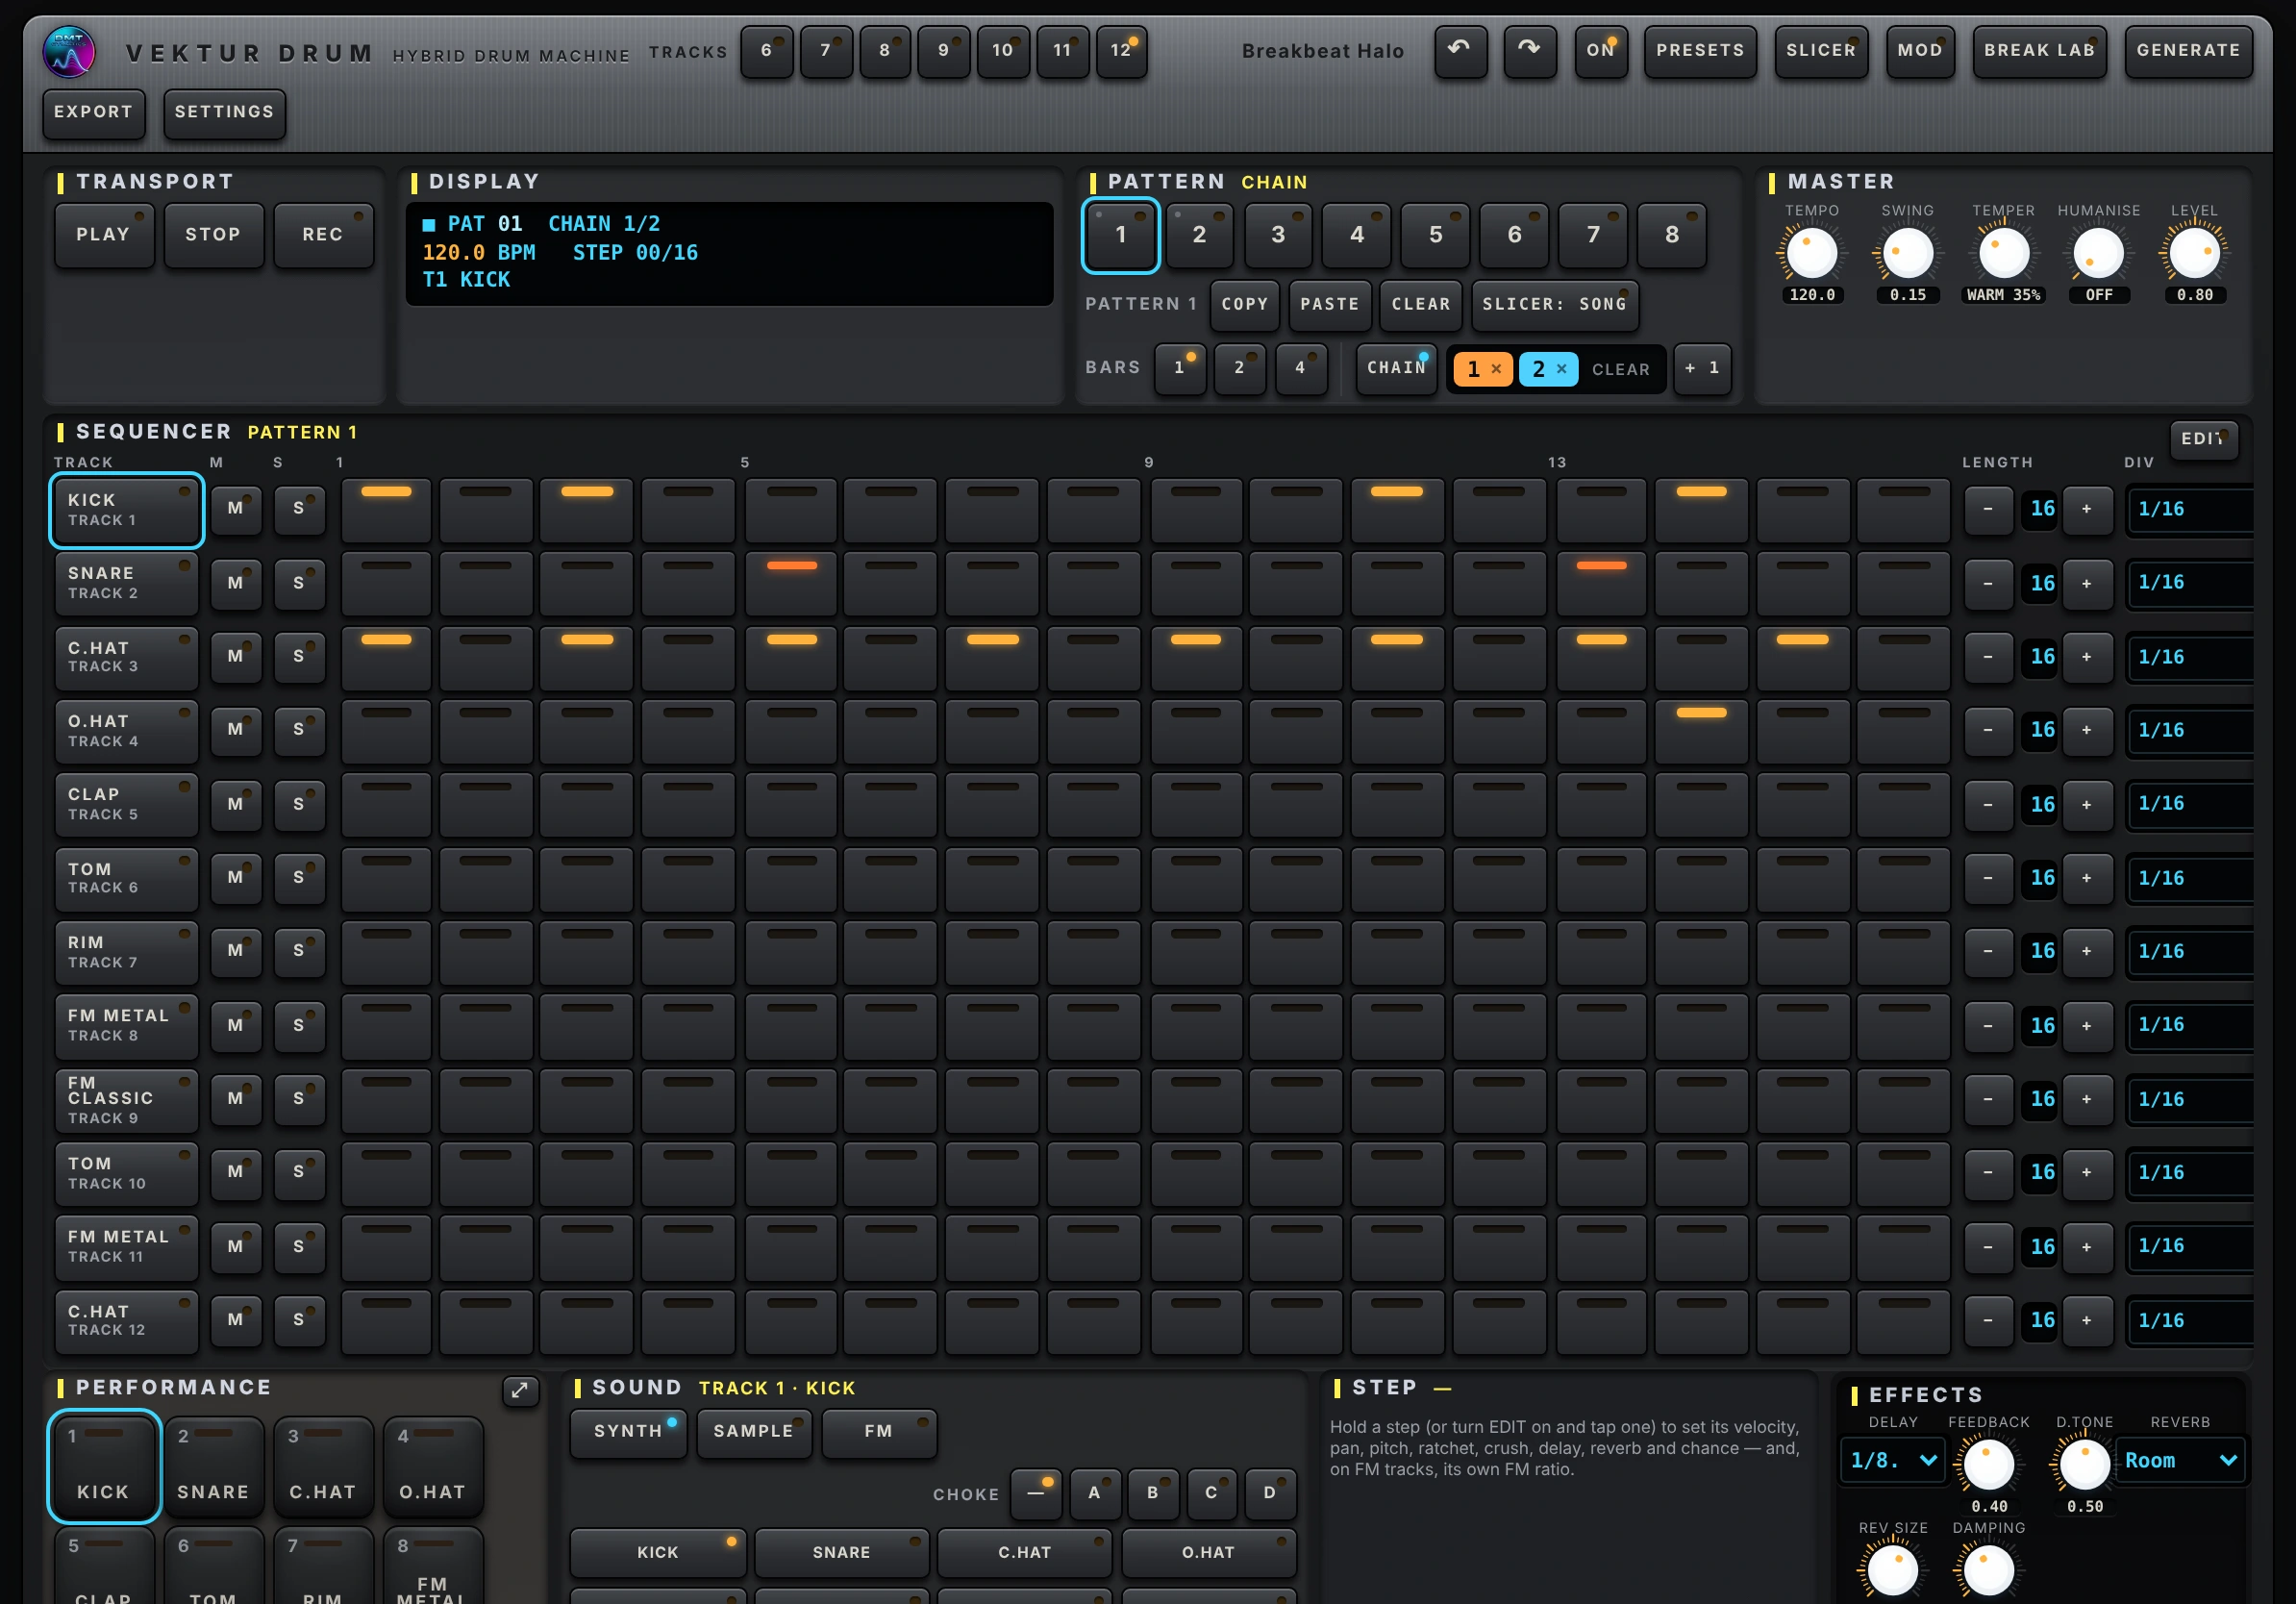 VEKTUR DRUM HYBRID DRUM MACHINE TRACKS 6 7 8 9 10 11 12 Breakbeat Halo ↶ ↷ ON PRESETS SLICER MOD BREAK LAB GENERATE
EXPORT SETTINGS
TRANSPORT
PLAY STOP REC
DISPLAY
■ PAT 01 CHAIN 1/2
120.0 BPM STEP 00/16
T1 KICK
PATTERN CHAIN
1 2 3 4 5 6 7 8
PATTERN 1 COPY PASTE CLEAR SLICER: SONG
BARS 1 2 4 CHAIN 1 × 2 × CLEAR + 1
MASTER
TEMPO SWING TEMPER HUMANISE LEVEL
120.0 0.15 WARM 35% OFF 0.80
SEQUENCER PATTERN 1 EDIT
TRACK M S 1 5 9 13 LENGTH DIV
KICK
TRACK 1 M S − 16 + 1/16
SNARE
TRACK 2 M S − 16 + 1/16
C.HAT
TRACK 3 M S − 16 + 1/16
O.HAT
TRACK 4 M S − 16 + 1/16
CLAP
TRACK 5 M S − 16 + 1/16
TOM
TRACK 6 M S − 16 + 1/16
RIM
TRACK 7 M S − 16 + 1/16
FM METAL
TRACK 8 M S − 16 + 1/16
FM
CLASSIC
TRACK 9 M S − 16 + 1/16
TOM
TRACK 10 M S − 16 + 1/16
FM METAL
TRACK 11 M S − 16 + 1/16
C.HAT
TRACK 12 M S − 16 + 1/16
PERFORMANCE
1 2 3 4
KICK SNARE C.HAT O.HAT
5 6 7 8
CLAP TOM RIM FM METAL
SOUND TRACK 1 · KICK
SYNTH SAMPLE FM
CHOKE — A B C D
KICK SNARE C.HAT O.HAT
STEP —
Hold a step (or turn EDIT on and tap one) to set its velocity,
pan, pitch, ratchet, crush, delay, reverb and chance — and,
on FM tracks, its own FM ratio.
EFFECTS
DELAY FEEDBACK D.TONE REVERB
1/8. Room
0.40 0.50
REV SIZE DAMPING